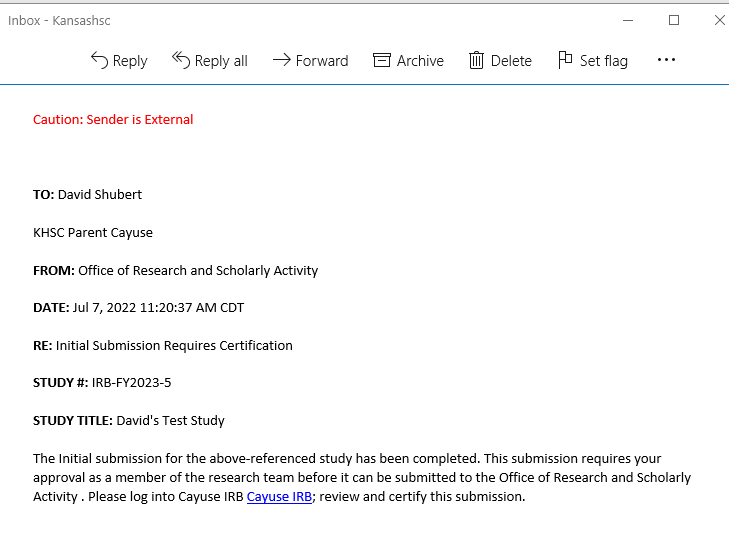 Inbox - Kansashsc
Reply Reply all Forward Archive Delete Set flag ...
Caution: Sender is External
TO: David Shubert
KHSC Parent Cayuse
FROM: Office of Research and Scholarly Activity
DATE: Jul 7, 2022 11:20:37 AM CDT
RE: Initial Submission Requires Certification
STUDY #: IRB-FY2023-5
STUDY TITLE: David's Test Study
The Initial submission for the above-referenced study has been completed. This submission requires your
approval as a member of the research team before it can be submitted to the Office of Research and Scholarly
Activity . Please log into Cayuse IRB Cayuse IRB; review and certify this submission.